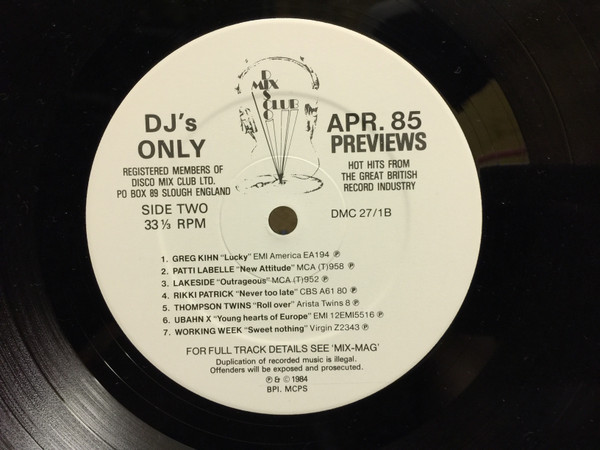 DISCO
MIX
CLUB
DJ's
ONLY
REGISTERED MEMBERS OF
DISCO MIX CLUB LTD.
PO BOX 89 SLOUGH ENGLAND
SIDE TWO
33⅓ RPM
APR. 85
PREVIEWS
HOT HITS FROM
THE GREAT BRITISH
RECORD INDUSTRY
DMC 27/1B
1. GREG KIHN "Lucky" EMI America EA194 ℗
2. PATTI LABELLE "New Attitude" MCA (T)958 ℗
3. LAKESIDE "Outrageous" MCA (T)952 ℗
4. RIKKI PATRICK "Never too late" CBS A61 80 ℗
5. THOMPSON TWINS "Roll over" Arista Twins 8 ℗
6. UBAHN X "Young hearts of Europe" EMI 12EMI5516 ℗
7. WORKING WEEK "Sweet nothing" Virgin Z2343 ℗
FOR FULL TRACK DETAILS SEE 'MIX-MAG'
Duplication of recorded music is illegal.
Offenders will be exposed and prosecuted.
℗ & © 1984
BPI. MCPS